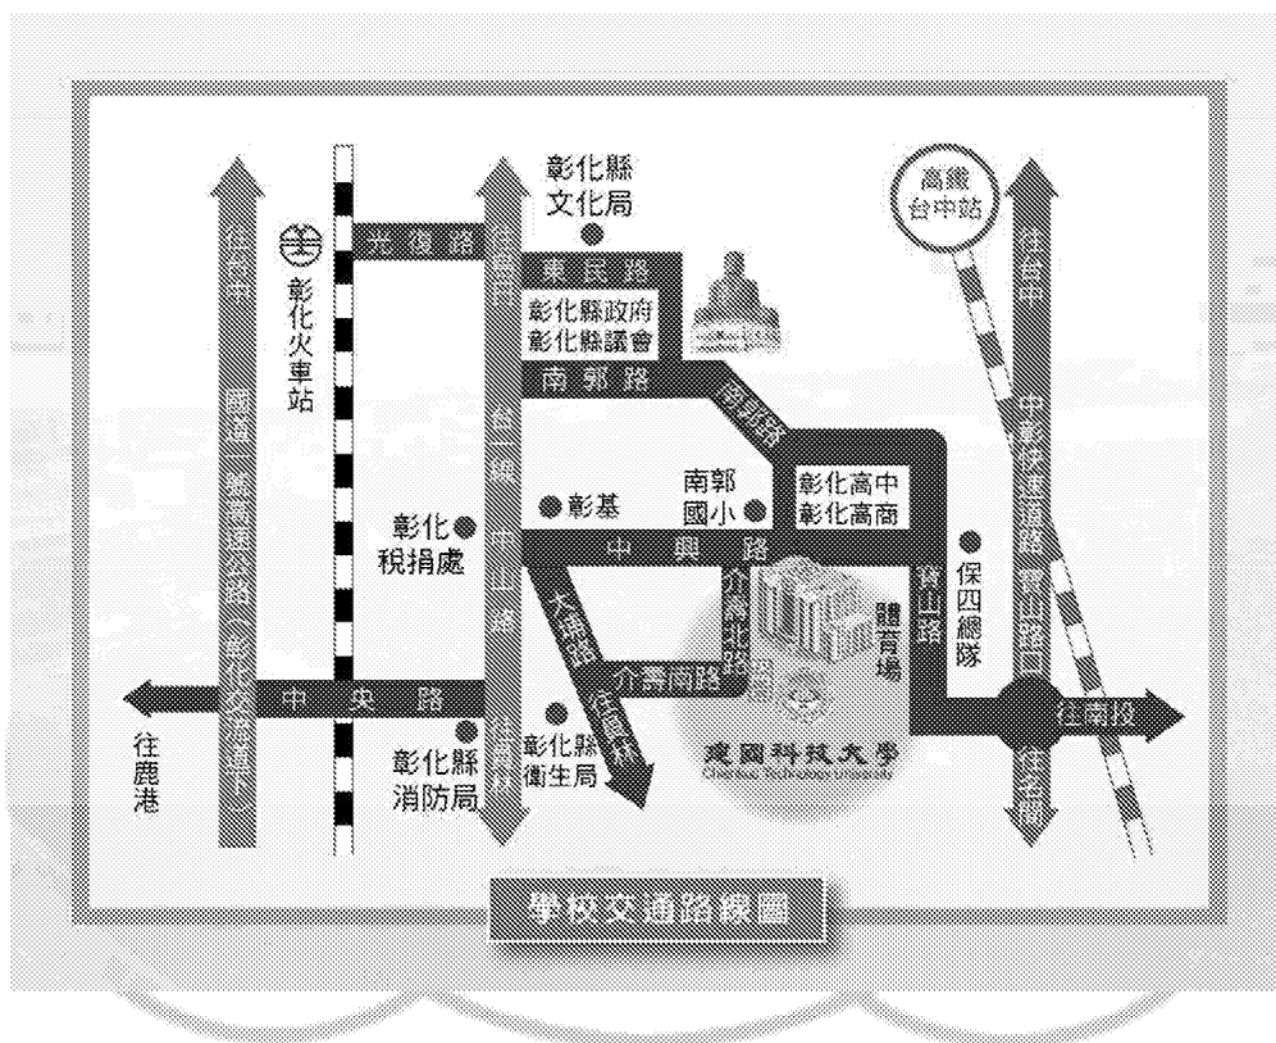 彰化縣
文化局
高鐵
台中站
往台中
光復路
往台中
東民路
彰化火車站
彰化縣政府
彰化縣議會
南郭路
南郭路
國道一號高速公路(彰化交流道下)
台一線
中山路
中彰快速道路
寶山路口
彰基
南郭
國小
彰化高中
彰化高商
彰化
稅捐處
中興路
大埔路
介壽北路
體育場
寶山路
保四總隊
介壽南路
往員林
中央路
往南投
往鹿港
彰化縣
消防局
往員林
彰化縣
衛生局
建國科技大學
Chienkuo Technology University
學校交通路線圖